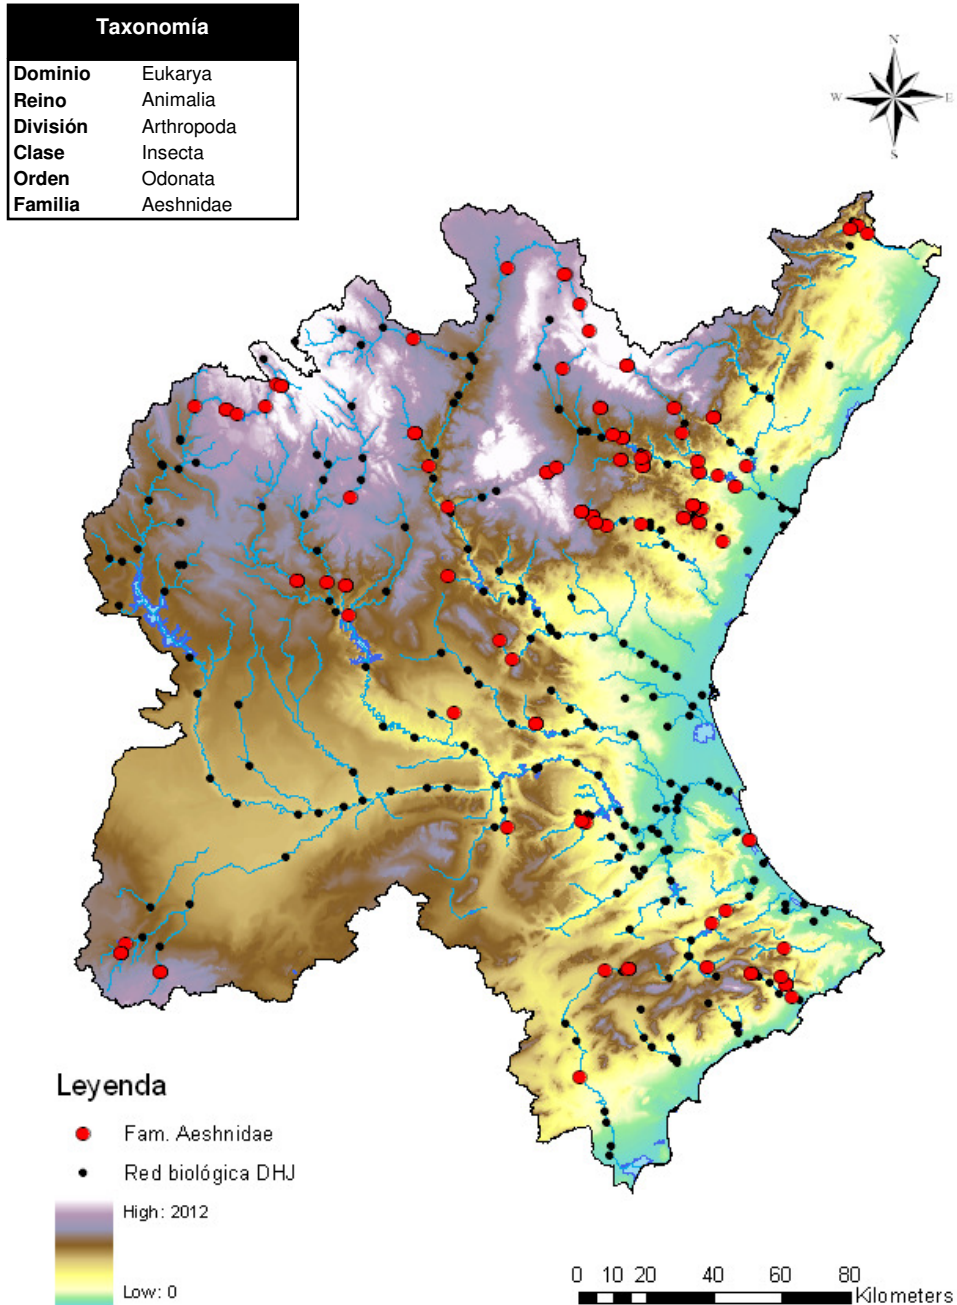 Taxonomía
Dominio Eukarya
Reino Animalia
División Arthropoda
Clase Insecta
Orden Odonata
Familia Aeshnidae
N
W E
S
Leyenda
Fam. Aeshnidae
Red biológica DHJ
High: 2012
Low: 0
0 10 20 40 60 80
Kilometers